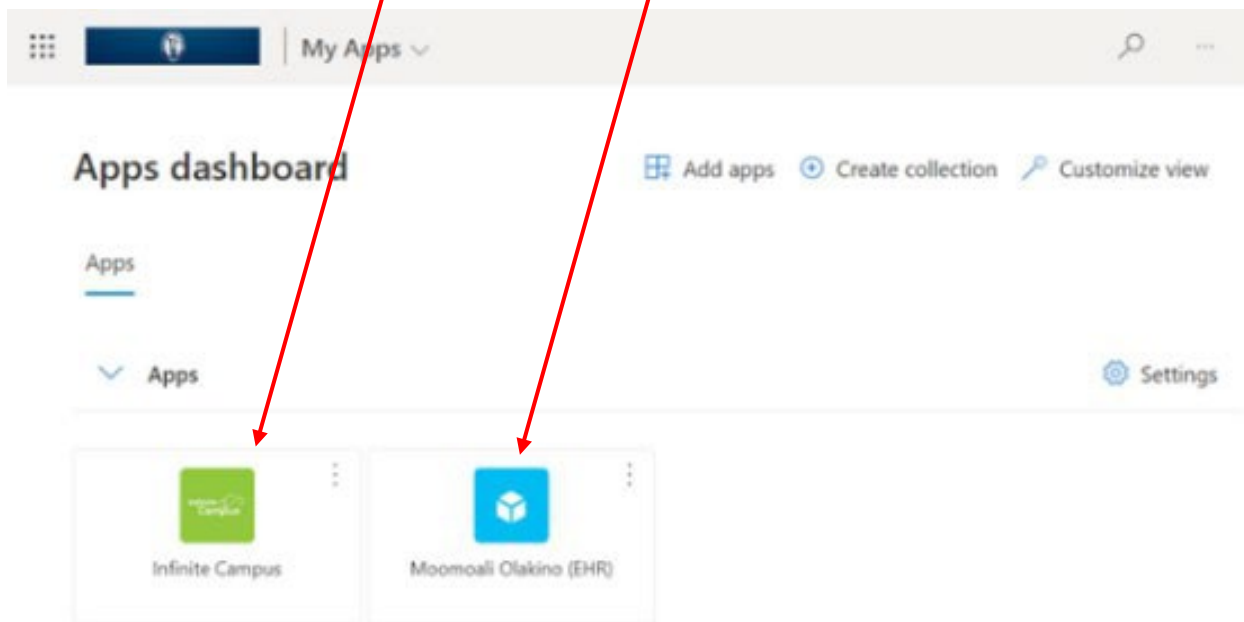 My Apps
Apps dashboard
Add apps Create collection Customize view
Apps
Apps
Settings
Infinite Campus
Moomoali Olakino (EHR)